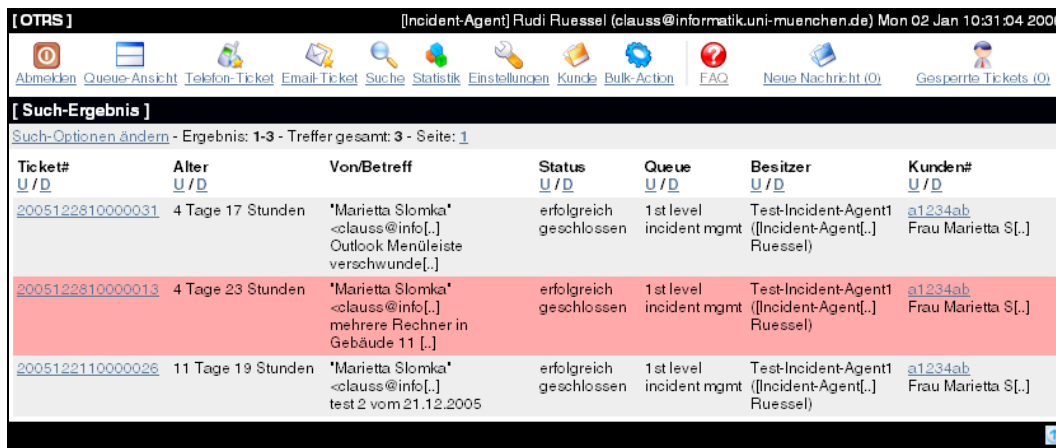 [ OTRS ] [Incident-Agent] Rudi Ruessel (clauss@informatik.uni-muenchen.de) Mon 02 Jan 10:31:04 200
Abmelden Queue-Ansicht Telefon-Ticket Email-Ticket Suche Statistik Einstellungen Kunde Bulk-Action FAQ Neue Nachricht (0) Gesperrte Tickets (0)
[ Such-Ergebnis ]
Such-Optionen ändern - Ergebnis: 1-3 - Treffer gesamt: 3 - Seite: 1
Ticket# Alter Von/Betreff Status Queue Besitzer Kunden#
U / D U / D U / D U / D U / D U / D
2005122810000031 4 Tage 17 Stunden "Marietta Slomka" erfolgreich 1st level Test-Incident-Agent1 a1234ab
<clauss@info[..] geschlossen incident mgmt ([Incident-Agent[..] Frau Marietta S[..]
Outlook Menüleiste Ruessel)
verschwunde[..]
2005122810000013 4 Tage 23 Stunden "Marietta Slomka" erfolgreich 1st level Test-Incident-Agent1 a1234ab
<clauss@info[..] geschlossen incident mgmt ([Incident-Agent[..] Frau Marietta S[..]
mehrere Rechner in Ruessel)
Gebäude 11 [..]
2005122110000026 11 Tage 19 Stunden "Marietta Slomka" erfolgreich 1st level Test-Incident-Agent1 a1234ab
<clauss@info[..] geschlossen incident mgmt ([Incident-Agent[..] Frau Marietta S[..]
test 2 vom 21.12.2005 Ruessel)